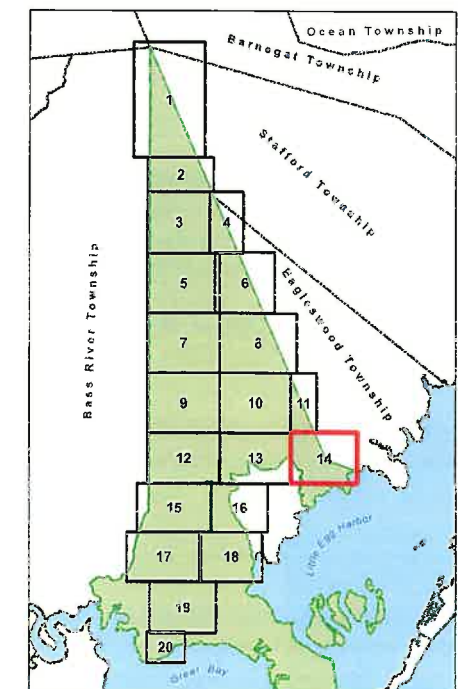 Ocean Township
Barnegat Township
Stafford Township
Eagleswood Township
Bass River Township
1
2
3
4
5
6
7
8
9
10
11
12
13
14
15
16
17
18
19
20
Little Egg Harbor
Great Bay